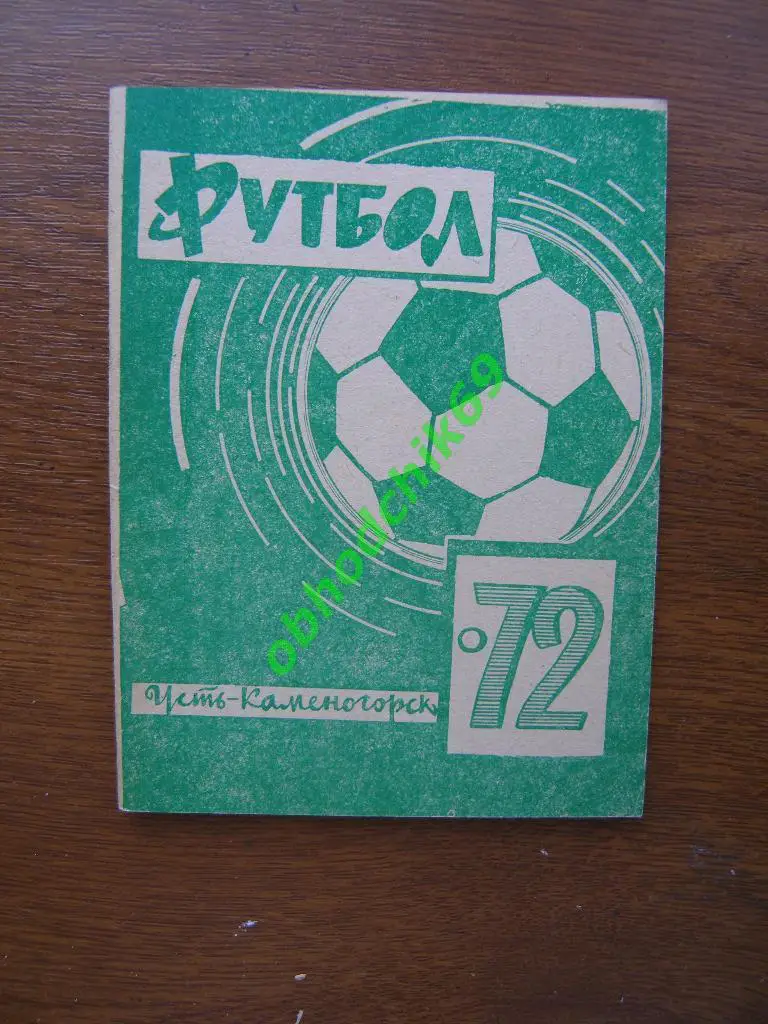 Футбол
obhodchik69
•72
Усть-Каменогорск